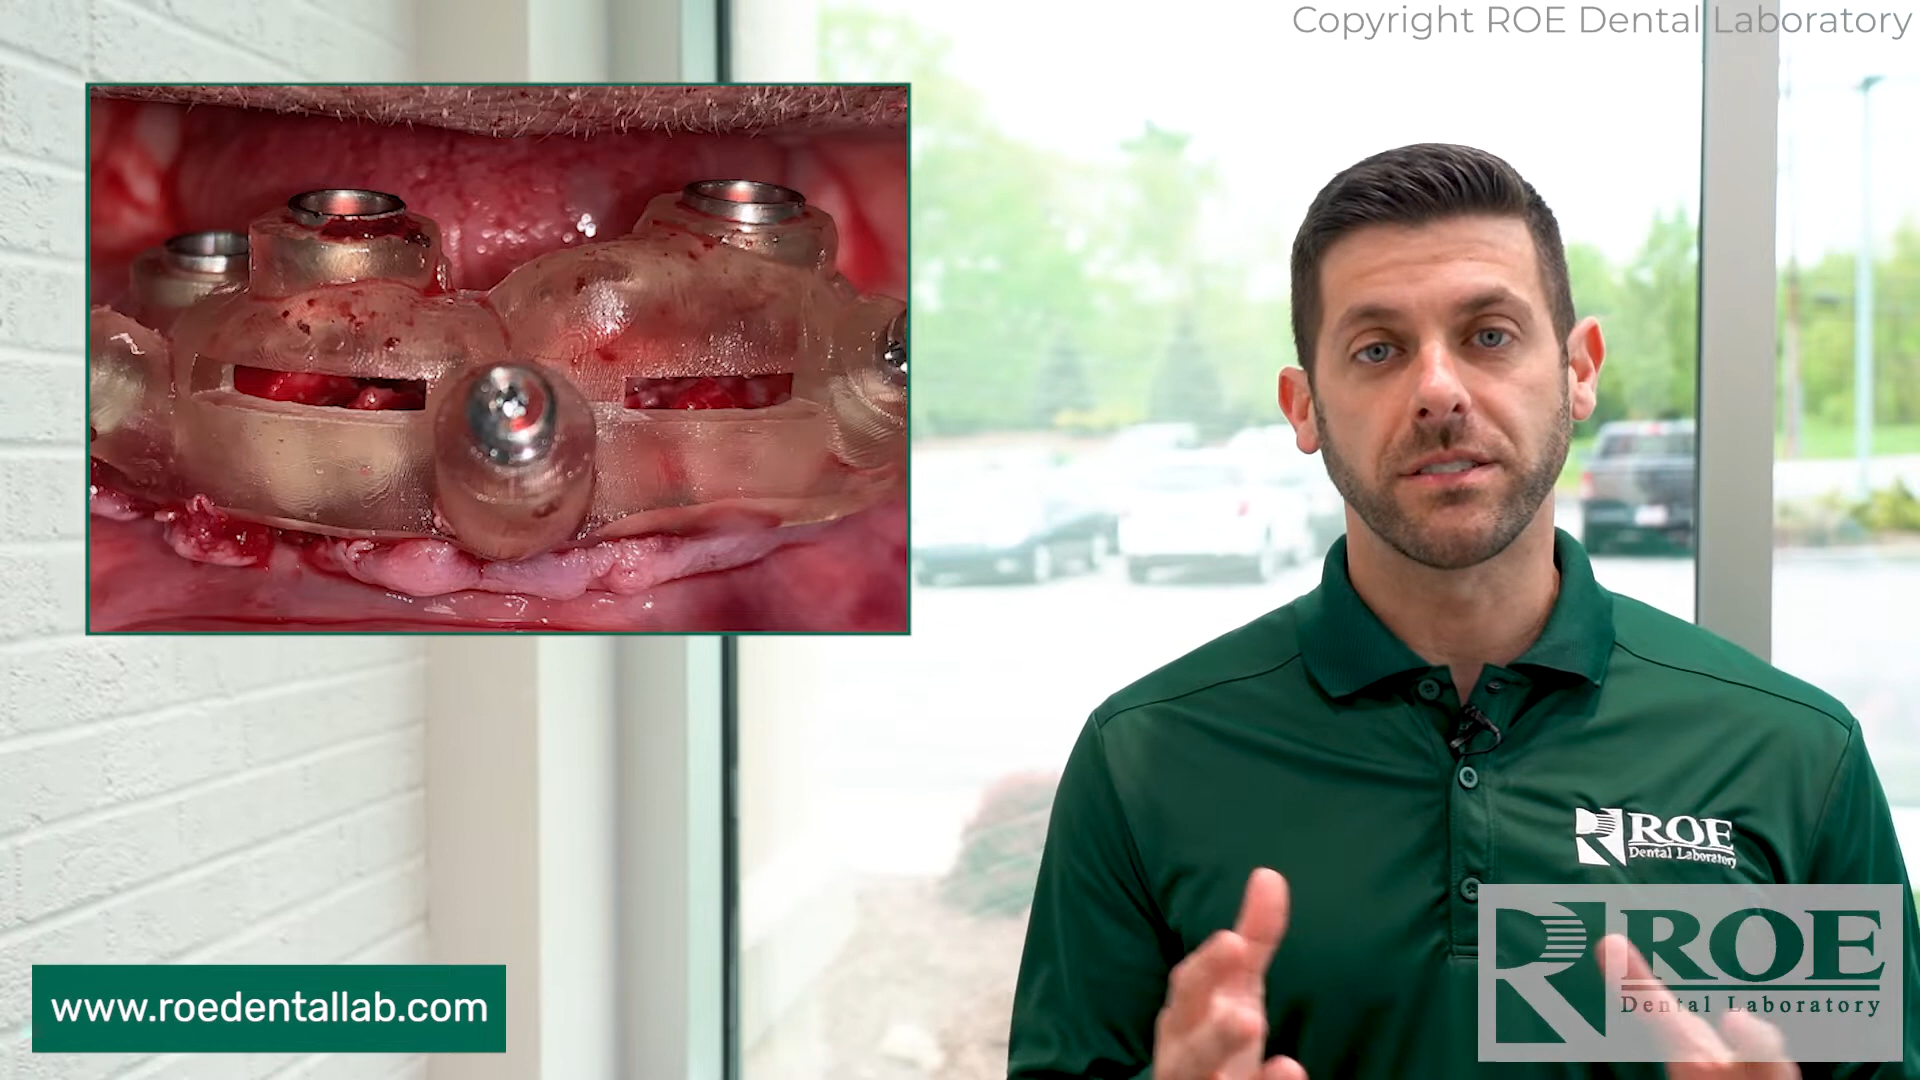 Copyright ROE Dental Laboratory
ROE
Dental Laboratory
ROE
Dental Laboratory
www.roedentallab.com